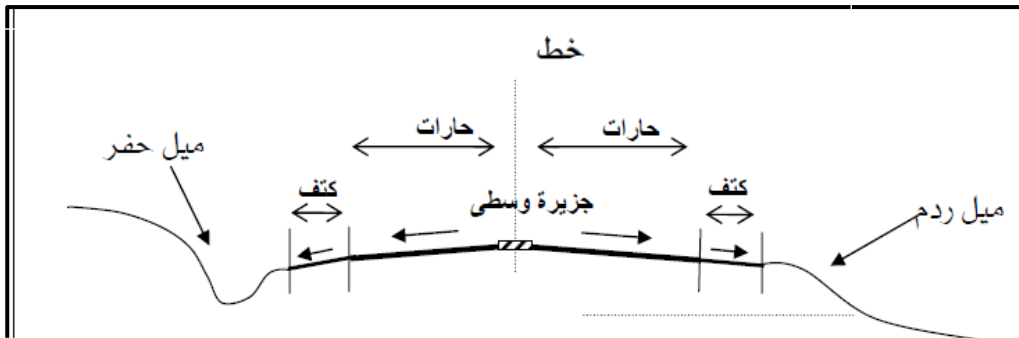 خط
حارات
حارات
ميل حفر
كتف
كتف
جزيرة وسطى
ميل ردم